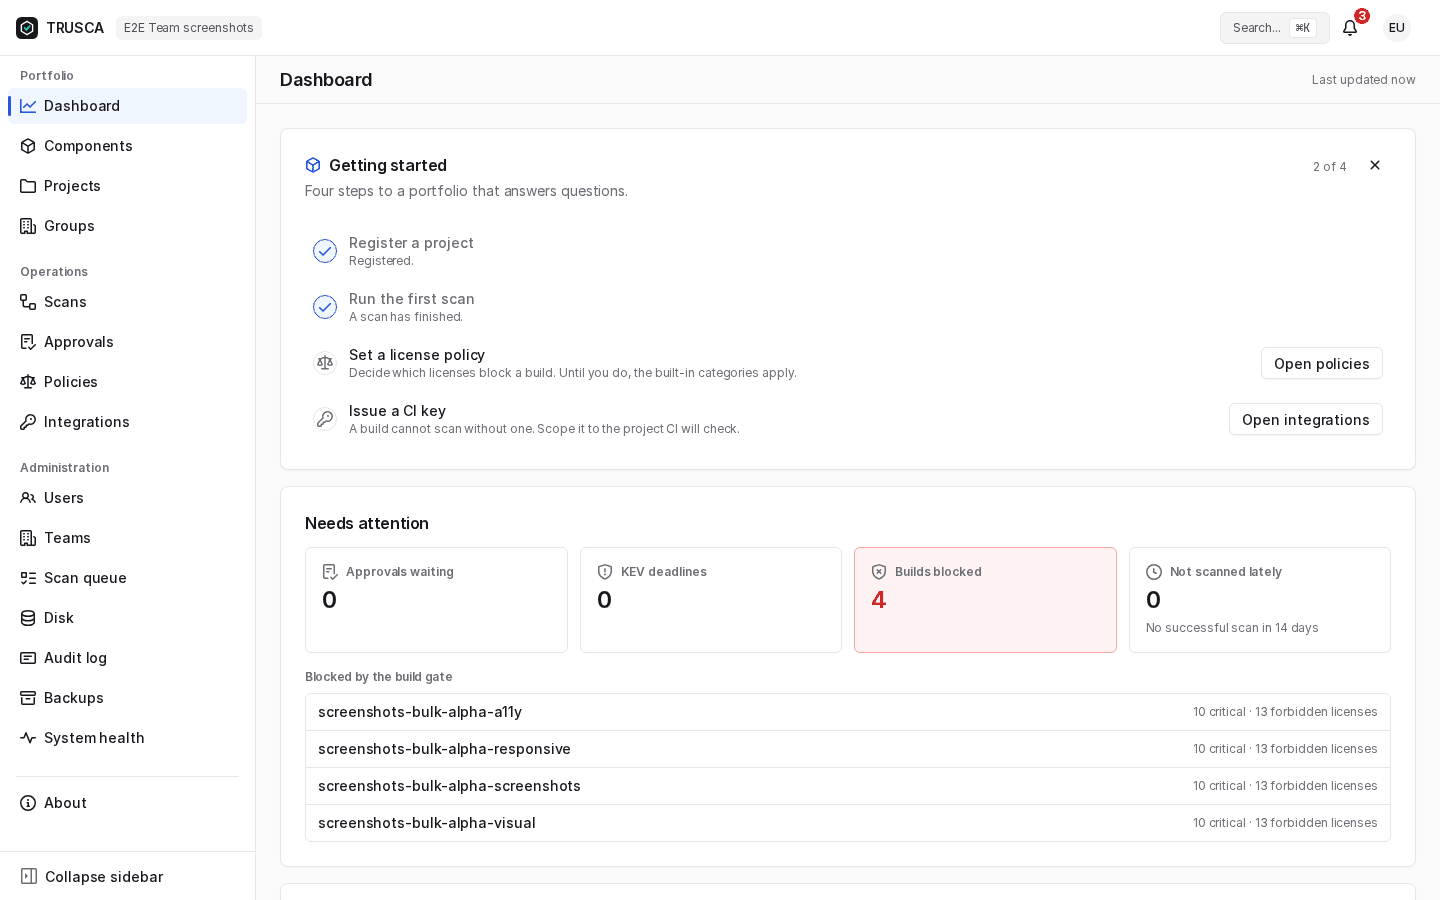 TRUSCA
E2E Team screenshots
Search...
⌘K
3
EU
Portfolio
Dashboard
Components
Projects
Groups
Operations
Scans
Approvals
Policies
Integrations
Administration
Users
Teams
Scan queue
Disk
Audit log
Backups
System health
About
Collapse sidebar
Dashboard
Last updated now
Getting started
2 of 4
Four steps to a portfolio that answers questions.
Register a project
Registered.
Run the first scan
A scan has finished.
Set a license policy
Decide which licenses block a build. Until you do, the built-in categories apply.
Open policies
Issue a CI key
A build cannot scan without one. Scope it to the project CI will check.
Open integrations
Needs attention
Approvals waiting
0
KEV deadlines
0
Builds blocked
4
Not scanned lately
0
No successful scan in 14 days
Blocked by the build gate
screenshots-bulk-alpha-a11y
10 critical · 13 forbidden licenses
screenshots-bulk-alpha-responsive
10 critical · 13 forbidden licenses
screenshots-bulk-alpha-screenshots
10 critical · 13 forbidden licenses
screenshots-bulk-alpha-visual
10 critical · 13 forbidden licenses